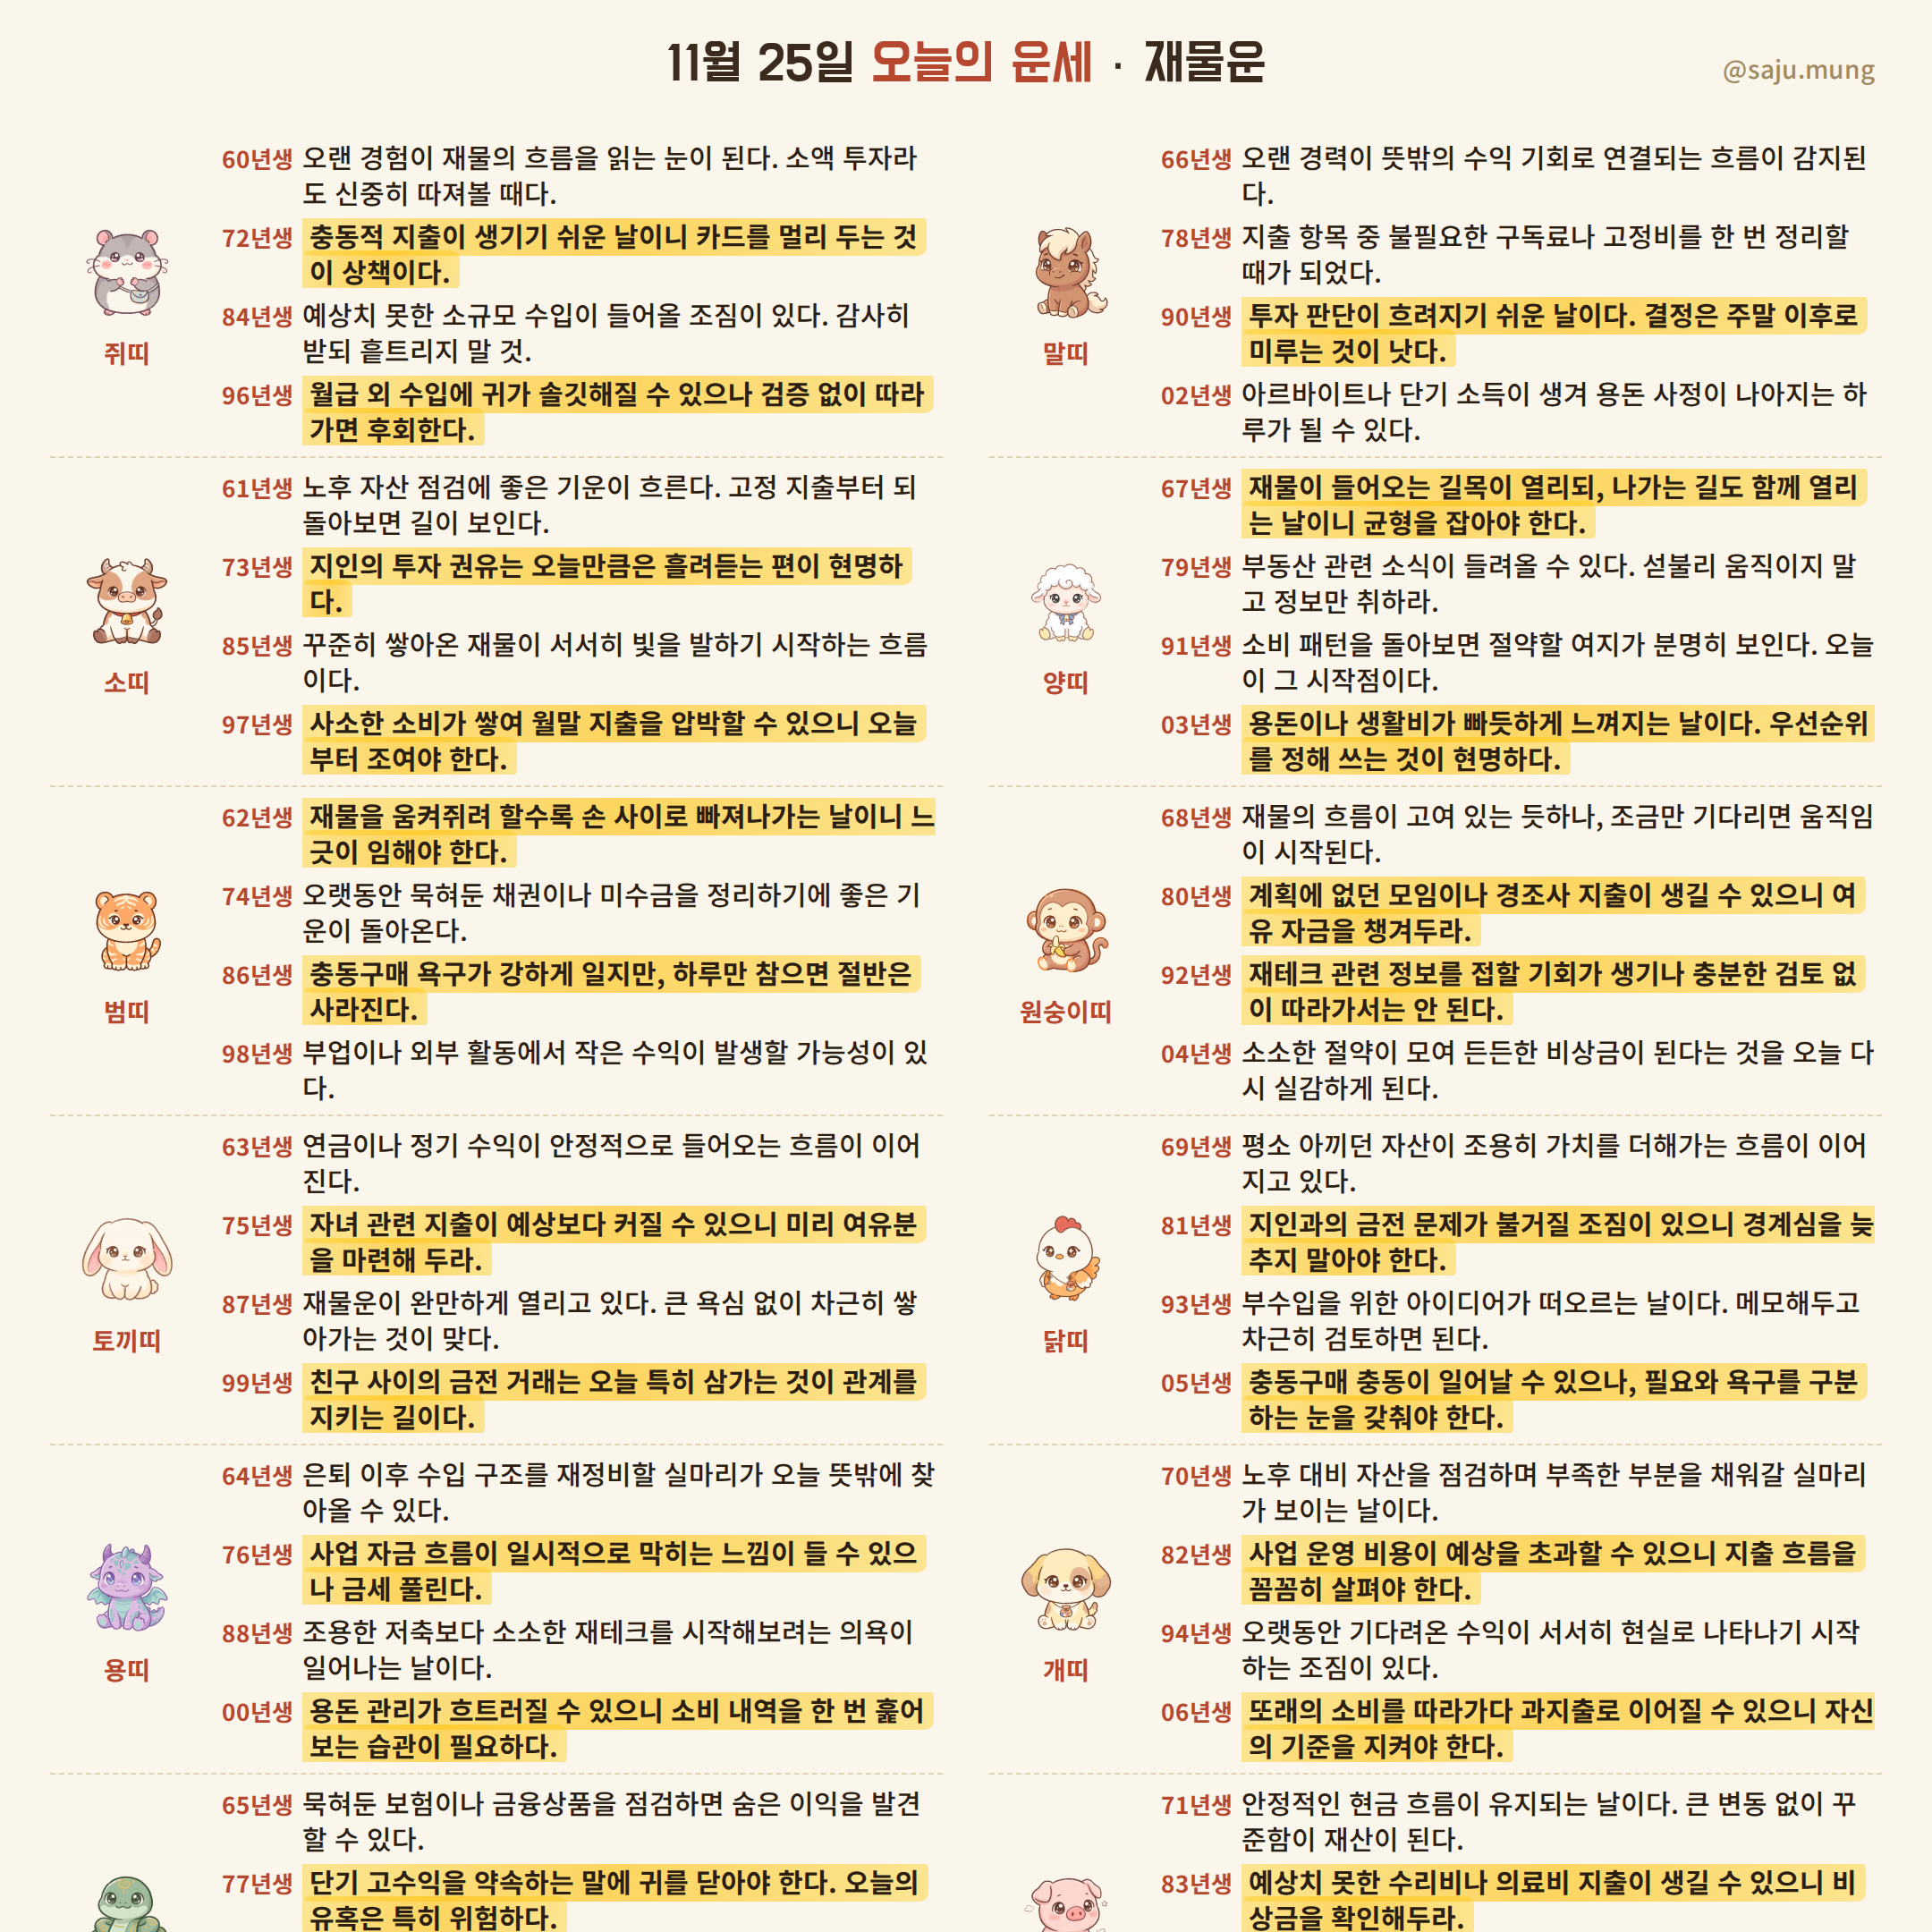 11월 25일 오늘의 운세 · 재물운
@saju.mung
쥐띠
60년생 오랜 경험이 재물의 흐름을 읽는 눈이 된다. 소액 투자라
도 신중히 따져볼 때다.
72년생 충동적 지출이 생기기 쉬운 날이니 카드를 멀리 두는 것
이 상책이다.
84년생 예상치 못한 소규모 수입이 들어올 조짐이 있다. 감사히
받되 흩트리지 말 것.
96년생 월급 외 수입에 귀가 솔깃해질 수 있으나 검증 없이 따라
가면 후회한다.
소띠
61년생 노후 자산 점검에 좋은 기운이 흐른다. 고정 지출부터 되
돌아보면 길이 보인다.
73년생 지인의 투자 권유는 오늘만큼은 흘려듣는 편이 현명하
다.
85년생 꾸준히 쌓아온 재물이 서서히 빛을 발하기 시작하는 흐름
이다.
97년생 사소한 소비가 쌓여 월말 지출을 압박할 수 있으니 오늘
부터 조여야 한다.
범띠
62년생 재물을 움켜쥐려 할수록 손 사이로 빠져나가는 날이니 느
긋이 임해야 한다.
74년생 오랫동안 묵혀둔 채권이나 미수금을 정리하기에 좋은 기
운이 돌아온다.
86년생 충동구매 욕구가 강하게 일지만, 하루만 참으면 절반은
사라진다.
98년생 부업이나 외부 활동에서 작은 수익이 발생할 가능성이 있
다.
토끼띠
63년생 연금이나 정기 수익이 안정적으로 들어오는 흐름이 이어
진다.
75년생 자녀 관련 지출이 예상보다 커질 수 있으니 미리 여유분
을 마련해 두라.
87년생 재물운이 완만하게 열리고 있다. 큰 욕심 없이 차근히 쌓
아가는 것이 맞다.
99년생 친구 사이의 금전 거래는 오늘 특히 삼가는 것이 관계를
지키는 길이다.
용띠
64년생 은퇴 이후 수입 구조를 재정비할 실마리가 오늘 뜻밖에 찾
아올 수 있다.
76년생 사업 자금 흐름이 일시적으로 막히는 느낌이 들 수 있으
나 금세 풀린다.
88년생 조용한 저축보다 소소한 재테크를 시작해보려는 의욕이
일어나는 날이다.
00년생 용돈 관리가 흐트러질 수 있으니 소비 내역을 한 번 훑어
보는 습관이 필요하다.
65년생 묵혀둔 보험이나 금융상품을 점검하면 숨은 이익을 발견
할 수 있다.
77년생 단기 고수익을 약속하는 말에 귀를 닫아야 한다. 오늘의
유혹은 특히 위험하다.
말띠
66년생 오랜 경력이 뜻밖의 수익 기회로 연결되는 흐름이 감지된
다.
78년생 지출 항목 중 불필요한 구독료나 고정비를 한 번 정리할
때가 되었다.
90년생 투자 판단이 흐려지기 쉬운 날이다. 결정은 주말 이후로
미루는 것이 낫다.
02년생 아르바이트나 단기 소득이 생겨 용돈 사정이 나아지는 하
루가 될 수 있다.
양띠
67년생 재물이 들어오는 길목이 열리되, 나가는 길도 함께 열리
는 날이니 균형을 잡아야 한다.
79년생 부동산 관련 소식이 들려올 수 있다. 섣불리 움직이지 말
고 정보만 취하라.
91년생 소비 패턴을 돌아보면 절약할 여지가 분명히 보인다. 오늘
이 그 시작점이다.
03년생 용돈이나 생활비가 빠듯하게 느껴지는 날이다. 우선순위
를 정해 쓰는 것이 현명하다.
원숭이띠
68년생 재물의 흐름이 고여 있는 듯하나, 조금만 기다리면 움직임
이 시작된다.
80년생 계획에 없던 모임이나 경조사 지출이 생길 수 있으니 여
유 자금을 챙겨두라.
92년생 재테크 관련 정보를 접할 기회가 생기나 충분한 검토 없
이 따라가서는 안 된다.
04년생 소소한 절약이 모여 든든한 비상금이 된다는 것을 오늘 다
시 실감하게 된다.
닭띠
69년생 평소 아끼던 자산이 조용히 가치를 더해가는 흐름이 이어
지고 있다.
81년생 지인과의 금전 문제가 불거질 조짐이 있으니 경계심을 늦
추지 말아야 한다.
93년생 부수입을 위한 아이디어가 떠오르는 날이다. 메모해두고
차근히 검토하면 된다.
05년생 충동구매 충동이 일어날 수 있으나, 필요와 욕구를 구분
하는 눈을 갖춰야 한다.
개띠
70년생 노후 대비 자산을 점검하며 부족한 부분을 채워갈 실마리
가 보이는 날이다.
82년생 사업 운영 비용이 예상을 초과할 수 있으니 지출 흐름을
꼼꼼히 살펴야 한다.
94년생 오랫동안 기다려온 수익이 서서히 현실로 나타나기 시작
하는 조짐이 있다.
06년생 또래의 소비를 따라가다 과지출로 이어질 수 있으니 자신
의 기준을 지켜야 한다.
71년생 안정적인 현금 흐름이 유지되는 날이다. 큰 변동 없이 꾸
준함이 재산이 된다.
83년생 예상치 못한 수리비나 의료비 지출이 생길 수 있으니 비
상금을 확인해두라.